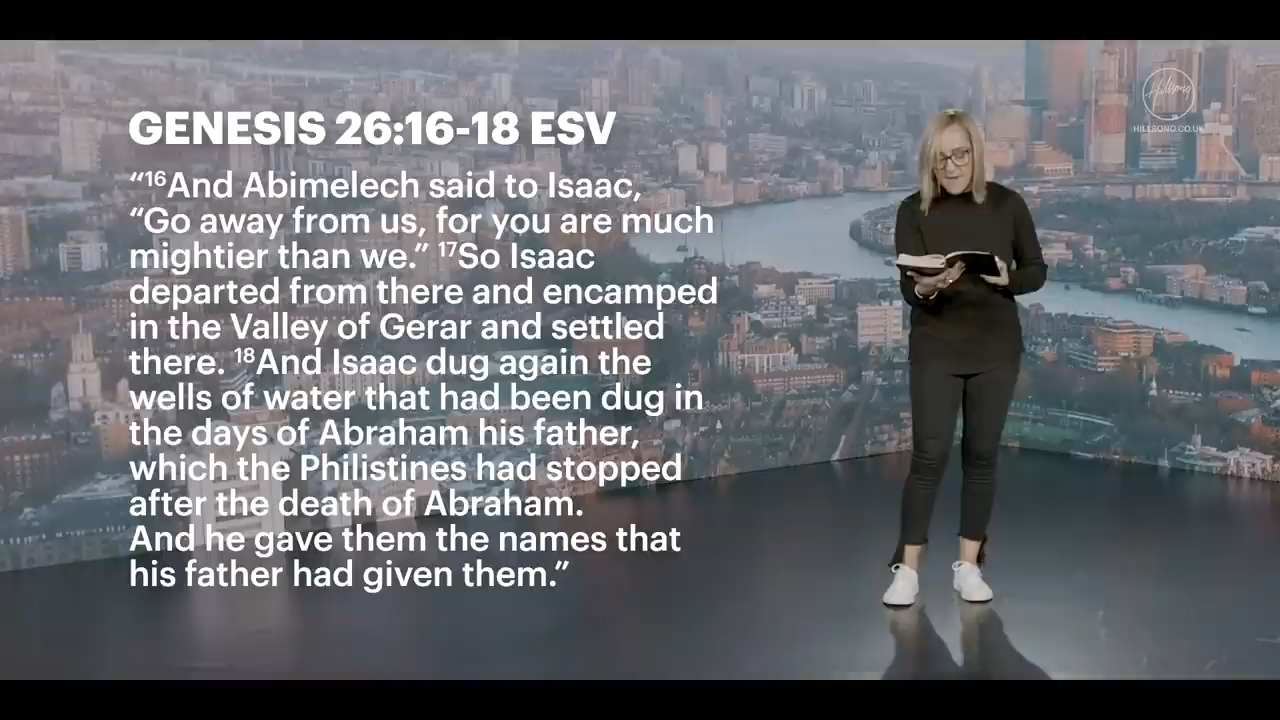 GENESIS 26:16-18 ESV
“¹⁶And Abimelech said to Isaac,
“Go away from us, for you are much
mightier than we.” ¹⁷So Isaac
departed from there and encamped
in the Valley of Gerar and settled
there. ¹⁸And Isaac dug again the
wells of water that had been dug in
the days of Abraham his father,
which the Philistines had stopped
after the death of Abraham.
And he gave them the names that
his father had given them.”
Hillsong
HILLSONG.CO.UK